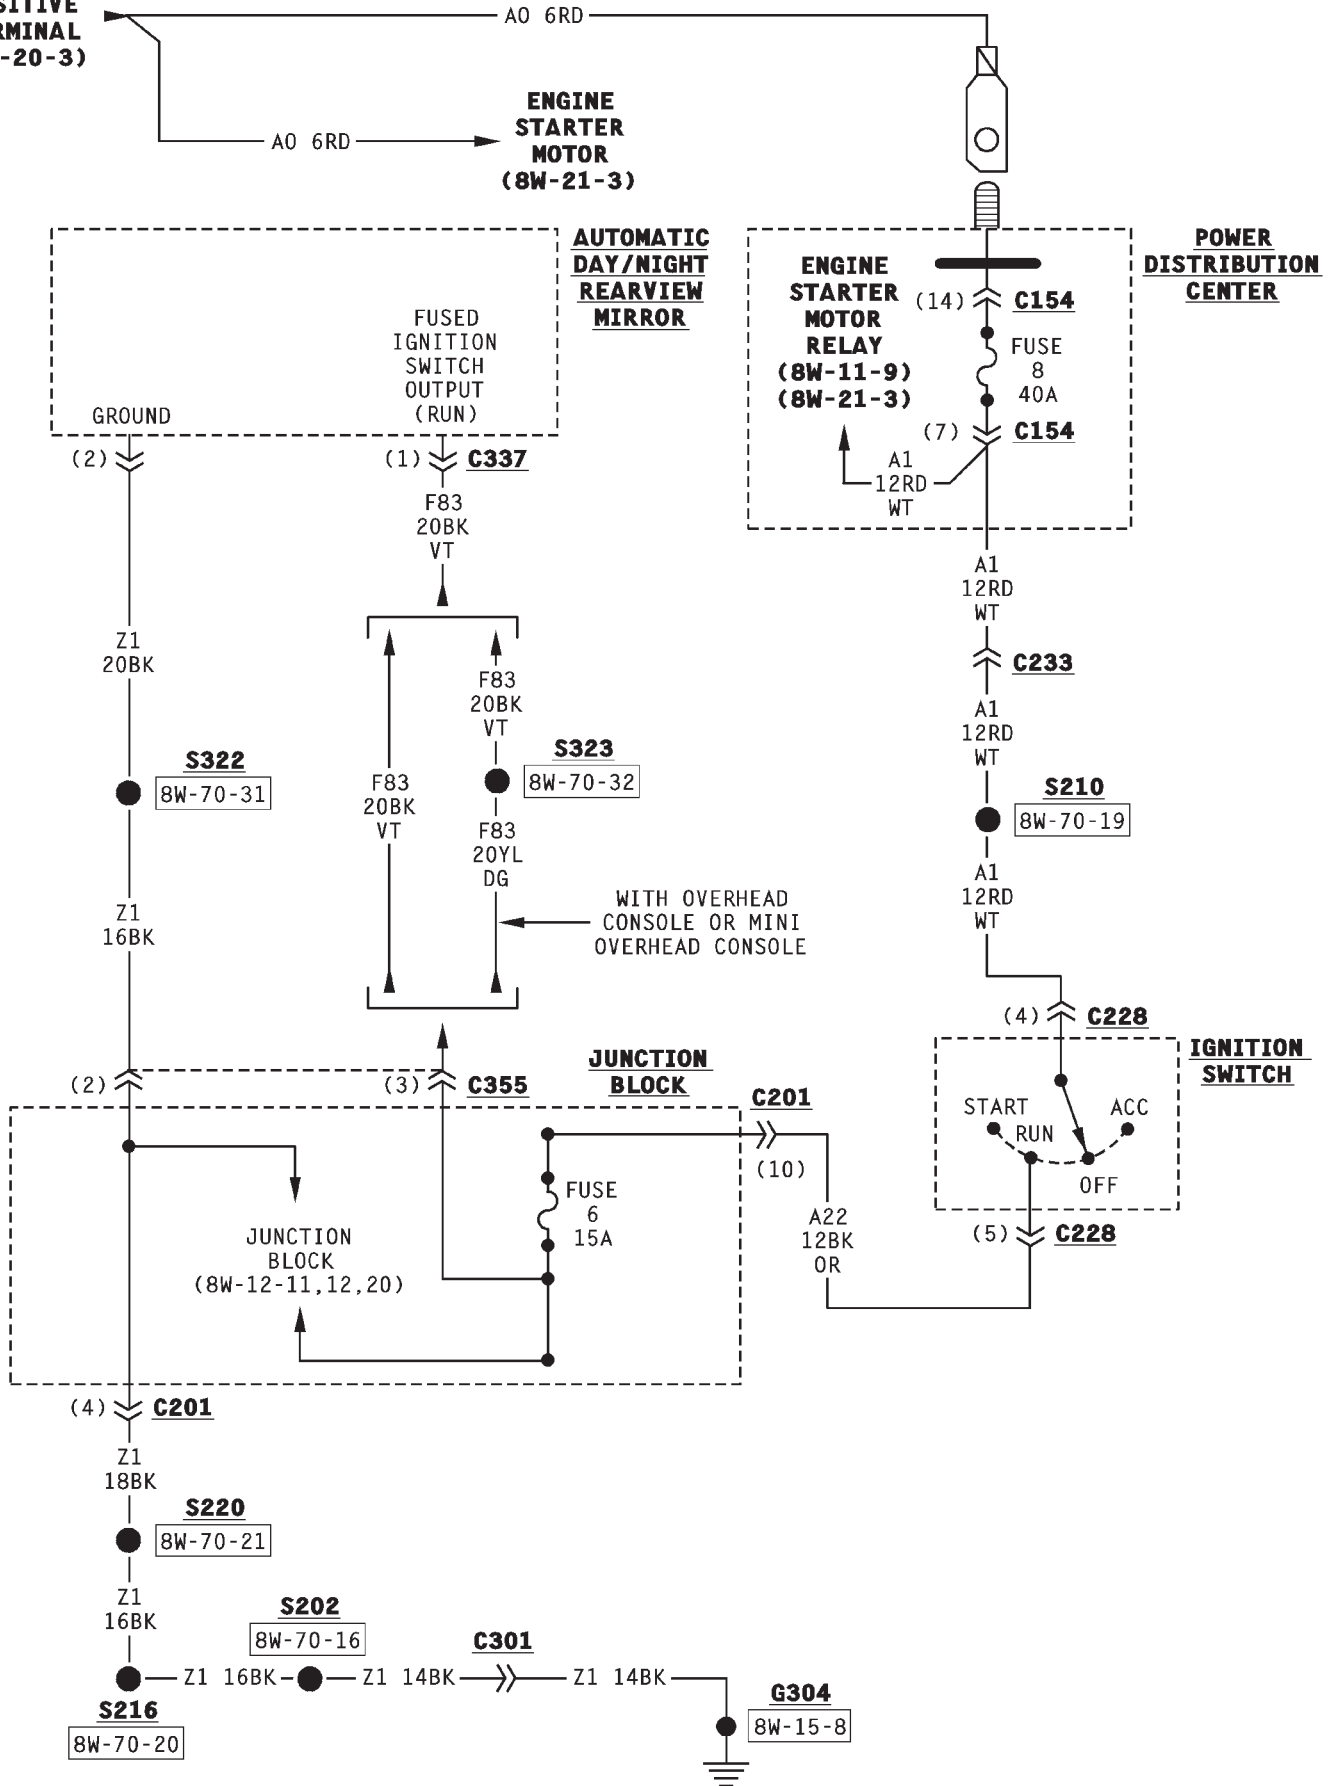 A0 6RD
-20-3)
ENGINE
STARTER
MOTOR
(8W-21-3)
A0 6RD
AUTOMATIC
DAY/NIGHT
REARVIEW
MIRROR
FUSED
IGNITION
SWITCH
OUTPUT
(RUN)
GROUND
(2)
(1)
C337
POWER
DISTRIBUTION
CENTER
ENGINE
STARTER
MOTOR
RELAY
(8W-11-9)
(8W-21-3)
(14)
C154
FUSE
8
40A
(7)
C154
A1
12RD
WT
F83
20BK
VT
A1
12RD
WT
C233
A1
12RD
WT
S210
8W-70-19
A1
12RD
WT
Z1
20BK
S322
8W-70-31
Z1
16BK
F83
20BK
VT
F83
20BK
VT
S323
8W-70-32
F83
20YL
DG
WITH OVERHEAD
CONSOLE OR MINI
OVERHEAD CONSOLE
(4)
C228
IGNITION
SWITCH
START
RUN
ACC
OFF
(5)
C228
(2)
(3)
C355
JUNCTION
BLOCK
C201
(10)
FUSE
6
15A
A22
12BK
OR
JUNCTION
BLOCK
(8W-12-11,12,20)
(4)
C201
Z1
18BK
S220
8W-70-21
Z1
16BK
S216
8W-70-20
Z1 16BK
S202
8W-70-16
Z1 14BK
C301
Z1 14BK
G304
8W-15-8